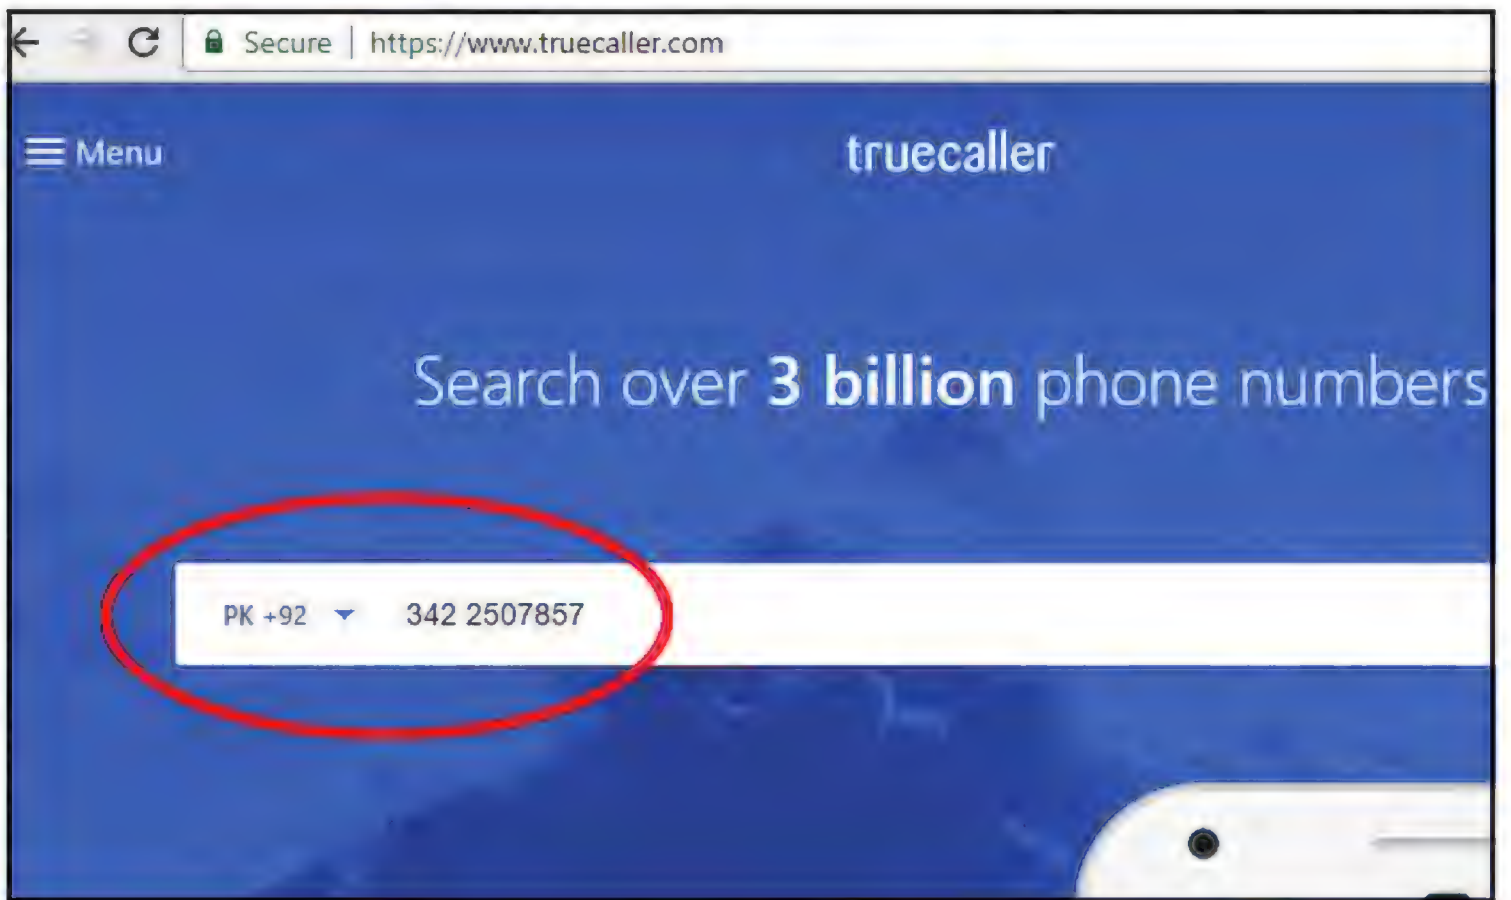 Secure | https://www.truecaller.com
Menu
truecaller
Search over 3 billion phone numbers
PK +92 342 2507857